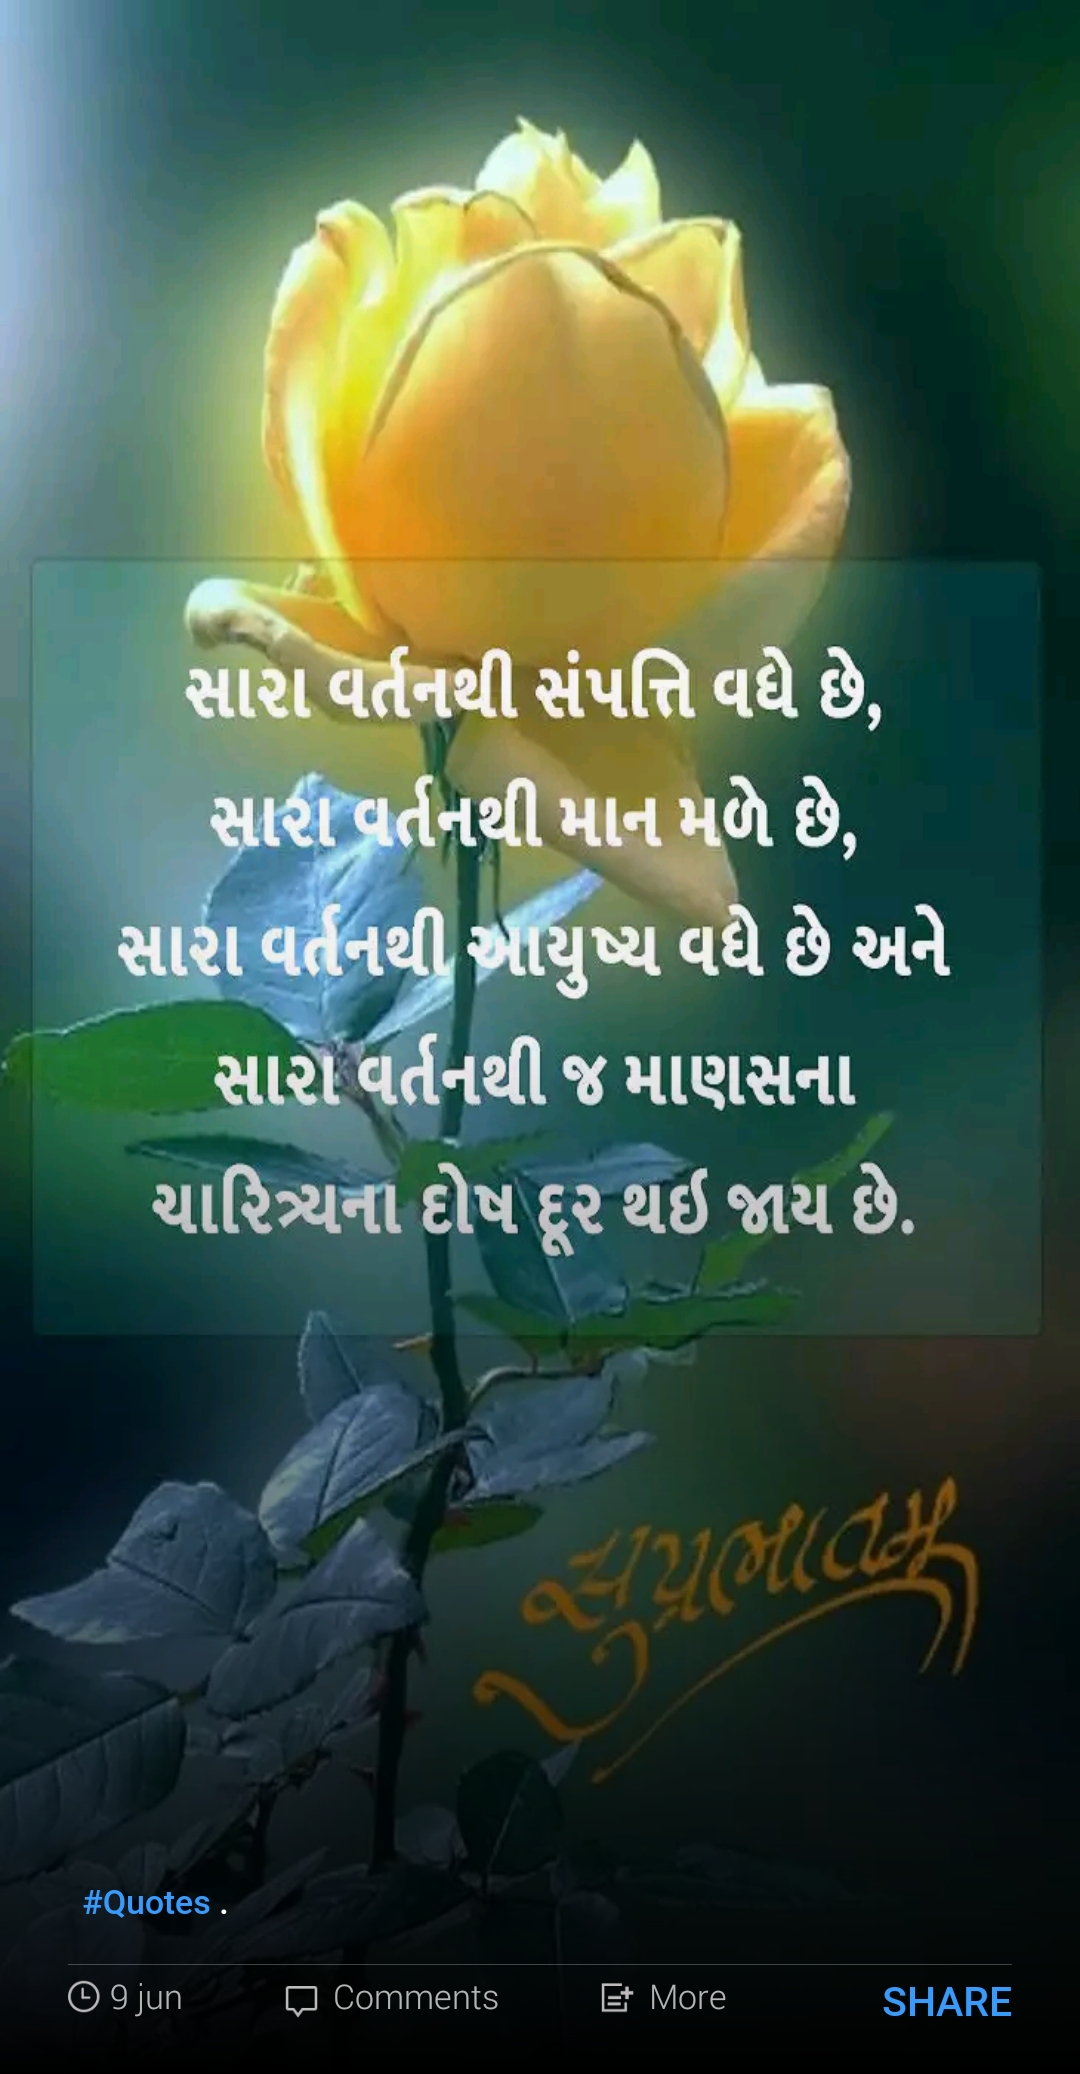 સારા વર્તનથી સંપત્તિ વધે છે,
સારા વર્તનથી માન મળે છે,
સારા વર્તનથી આયુષ્ય વધે છે અને
સારા વર્તનથી જ માણસના
ચારિત્ર્યના દોષ દૂર થઇ જાય છે.
સુપ્રભાતમ્
#Quotes .
9 jun Comments More SHARE